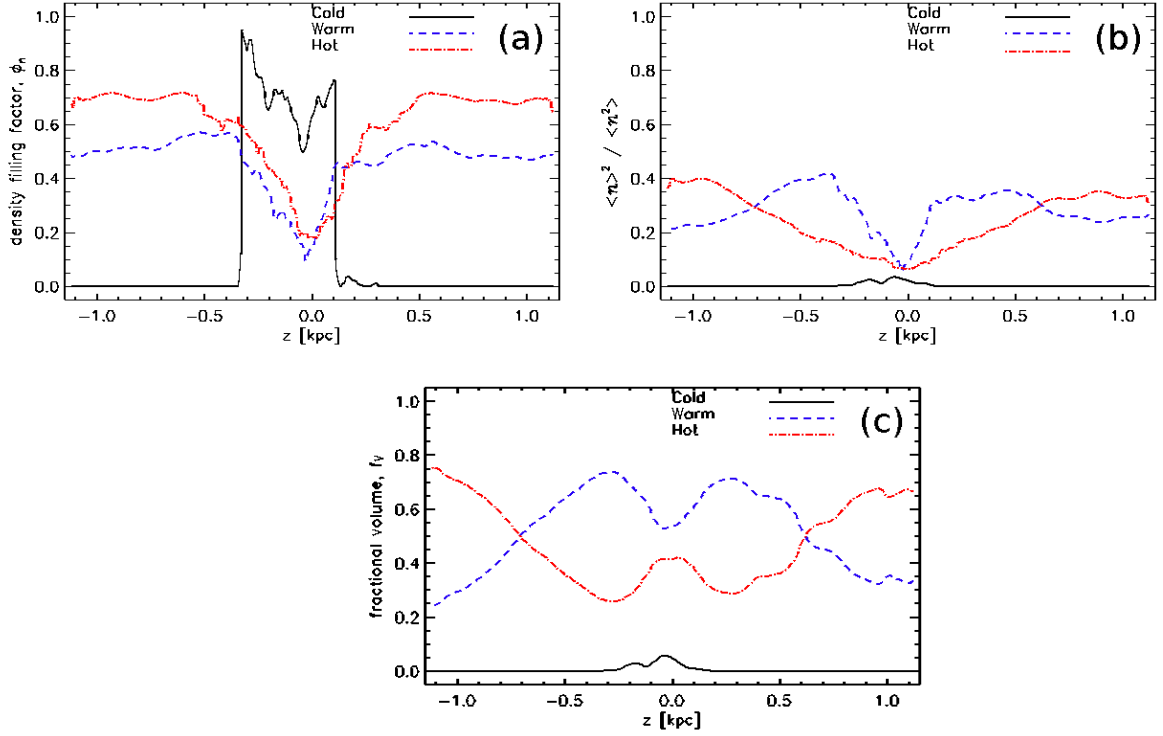 Cold
Warm
Hot
(a)
density filling factor, ϕn
1.0
0.8
0.6
0.4
0.2
0.0
−1.0 −0.5 0.0 0.5 1.0
z [kpc]
Cold
Warm
Hot
(b)
<n>² / <n²>
1.0
0.8
0.6
0.4
0.2
0.0
−1.0 −0.5 0.0 0.5 1.0
z [kpc]
Cold
Warm
Hot
(c)
fractional volume, fV
1.0
0.8
0.6
0.4
0.2
0.0
−1.0 −0.5 0.0 0.5 1.0
z [kpc]